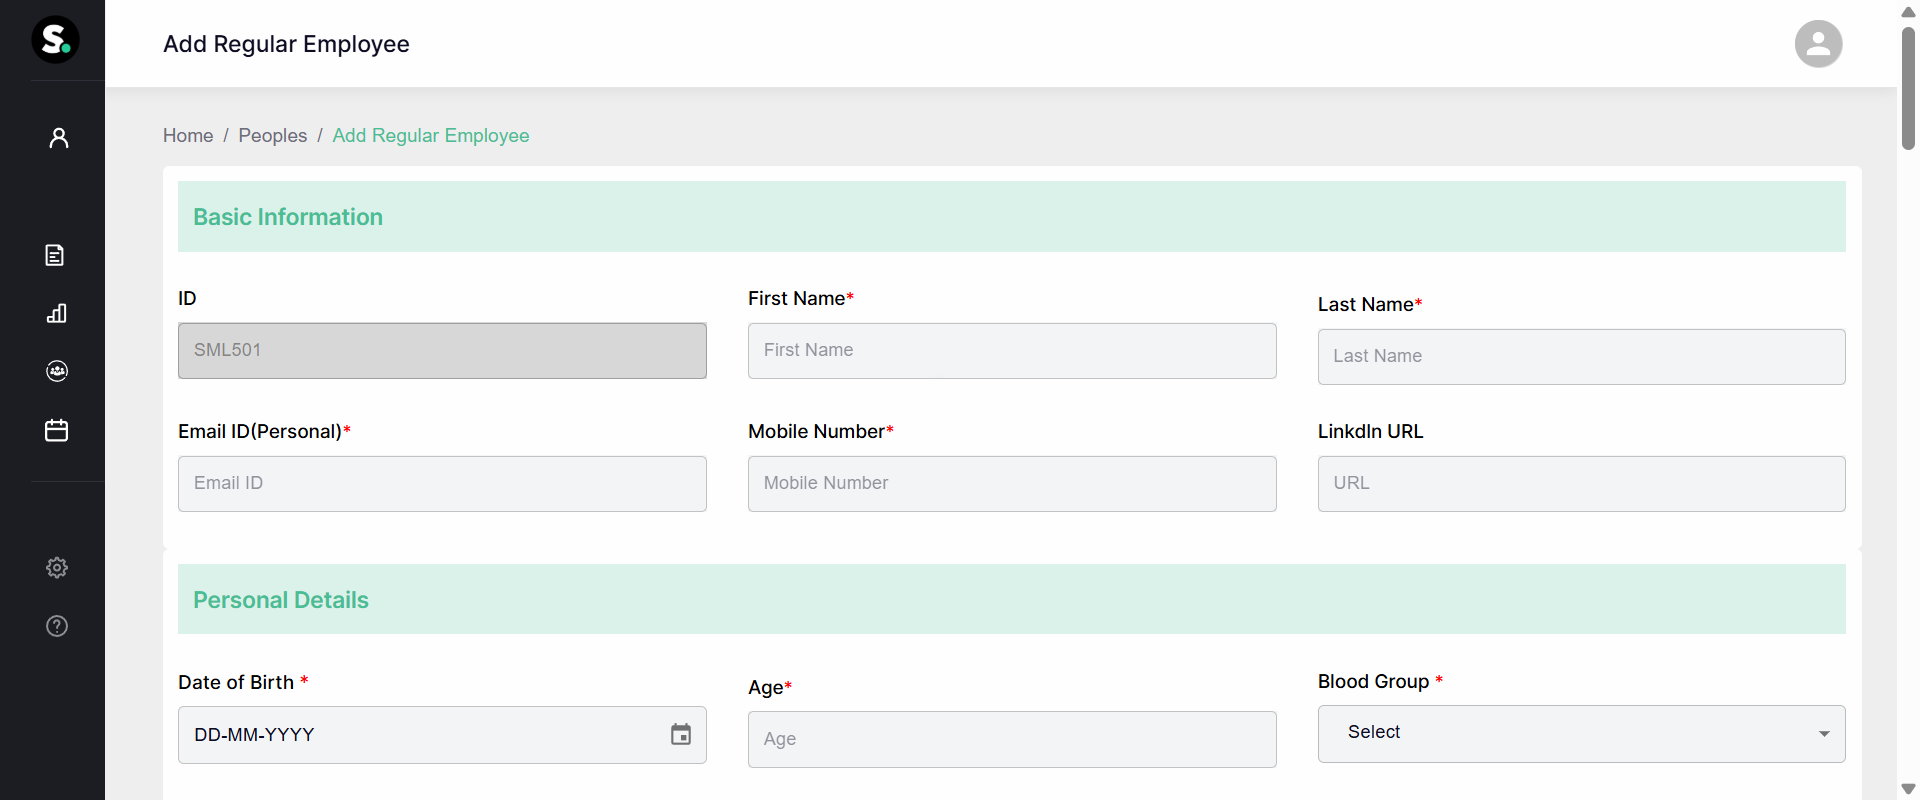 S.
Add Regular Employee
Home / Peoples / Add Regular Employee
Basic Information
ID
First Name*
Last Name*
SML501
First Name
Last Name
Email ID(Personal)*
Mobile Number*
LinkdIn URL
Email ID
Mobile Number
URL
Personal Details
Date of Birth *
Age*
Blood Group *
DD-MM-YYYY
Age
Select